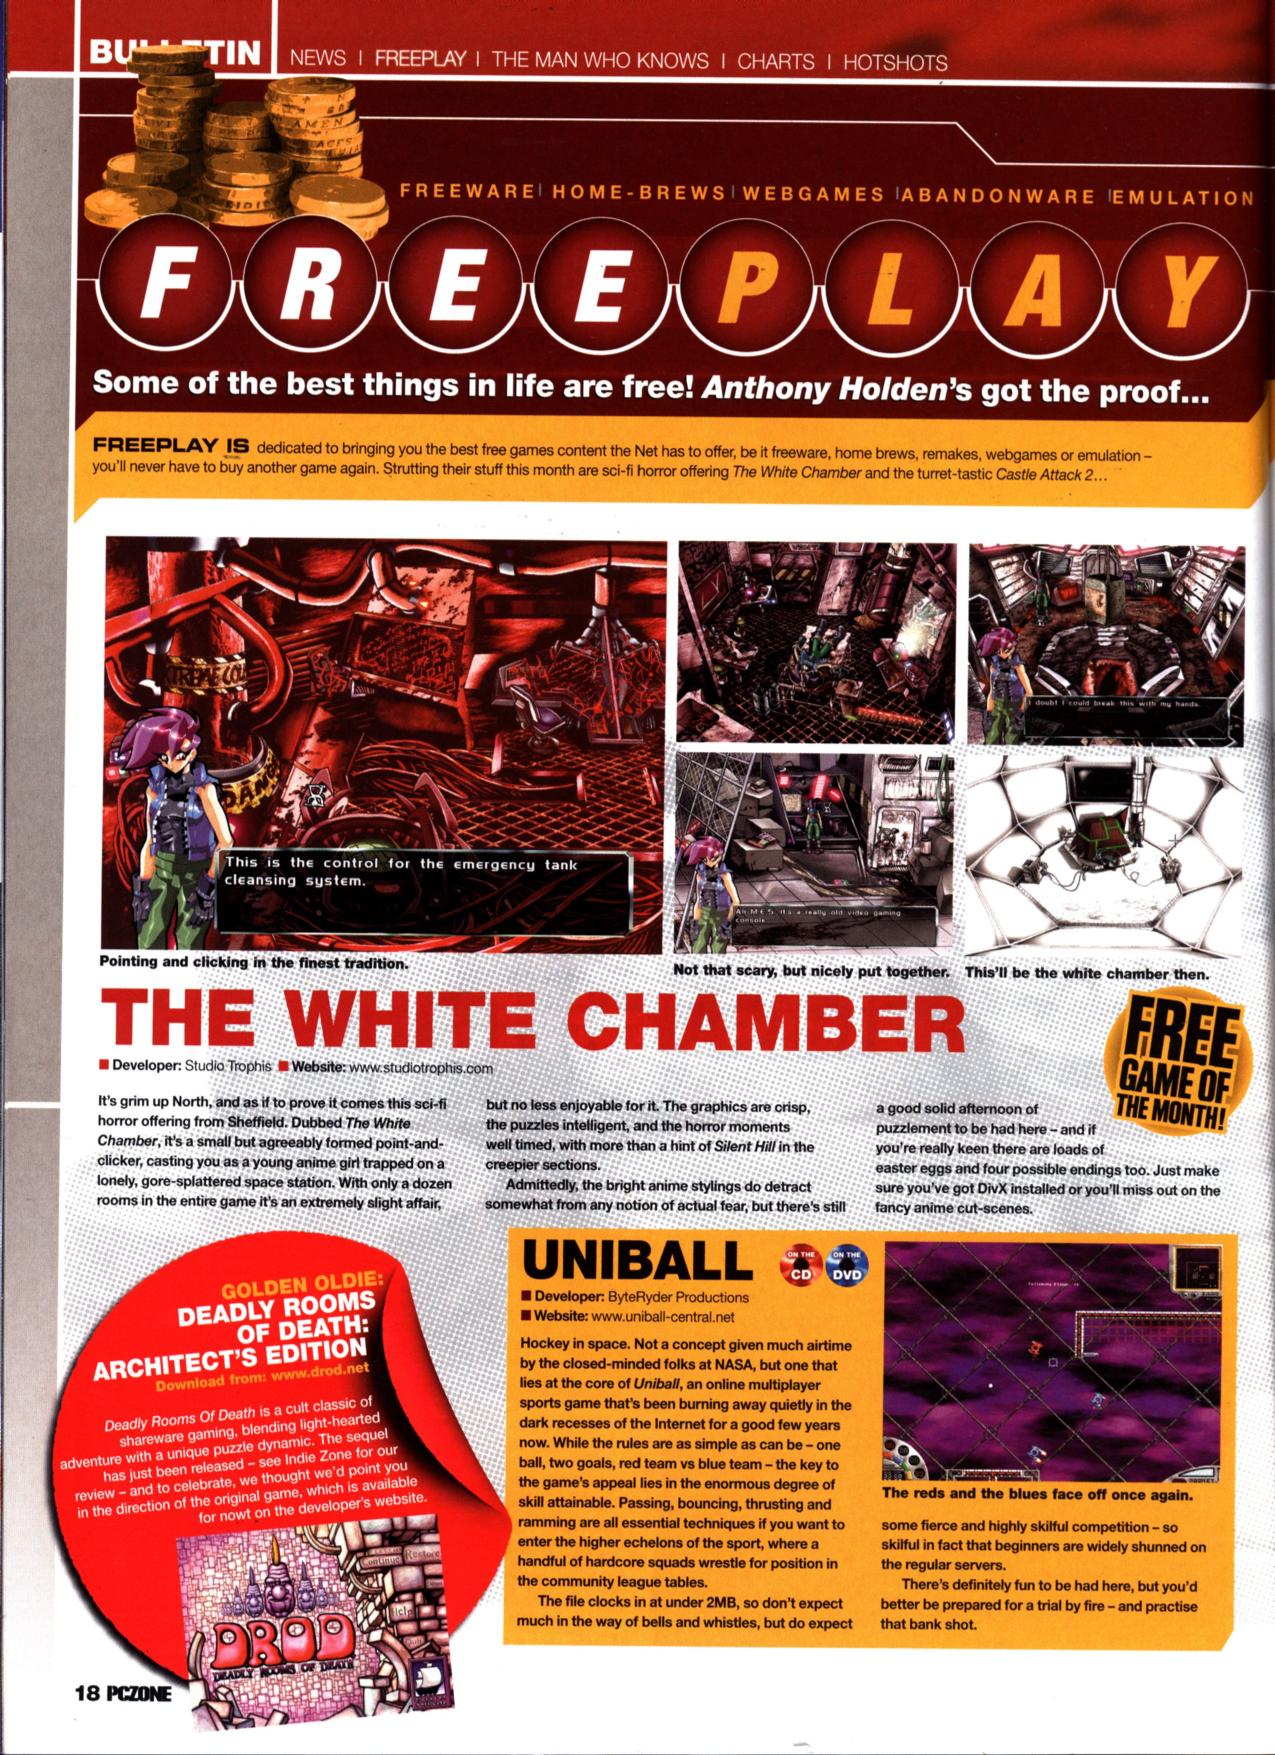 BULLETIN
NEWS | FREEPLAY | THE MAN WHO KNOWS | CHARTS | HOTSHOTS
FREEWARE | HOME-BREWS | WEBGAMES | ABANDONWARE | EMULATION
FREEPLAY
Some of the best things in life are free! Anthony Holden's got the proof...
FREEPLAY IS dedicated to bringing you the best free games content the Net has to offer, be it freeware, home brews, remakes, webgames or emulation –
you'll never have to buy another game again. Strutting their stuff this month are sci-fi horror offering The White Chamber and the turret-tastic Castle Attack 2...
This is the control for the emergency tank
cleansing system.
I doubt I could break this with my hands.
An M.E.S. It's a really old video gaming
console.
Pointing and clicking in the finest tradition.
Not that scary, but nicely put together.
This'll be the white chamber then.
THE WHITE CHAMBER
FREE
GAME OF
THE MONTH!
■ Developer: Studio Trophis ■ Website: www.studiotrophis.com
It's grim up North, and as if to prove it comes this sci-fi
horror offering from Sheffield. Dubbed The White
Chamber, it's a small but agreeably formed point-and-
clicker, casting you as a young anime girl trapped on a
lonely, gore-splattered space station. With only a dozen
rooms in the entire game it's an extremely slight affair,
but no less enjoyable for it. The graphics are crisp,
the puzzles intelligent, and the horror moments
well timed, with more than a hint of Silent Hill in the
creepier sections.
Admittedly, the bright anime stylings do detract
somewhat from any notion of actual fear, but there's still
a good solid afternoon of
puzzlement to be had here – and if
you're really keen there are loads of
easter eggs and four possible endings too. Just make
sure you've got DivX installed or you'll miss out on the
fancy anime cut-scenes.
GOLDEN OLDIE:
DEADLY ROOMS
OF DEATH:
ARCHITECT'S EDITION
Download from: www.drod.net
Deadly Rooms Of Death is a cult classic of
shareware gaming, blending light-hearted
adventure with a unique puzzle dynamic. The sequel
has just been released – see Indie Zone for our
review – and to celebrate, we thought we'd point you
in the direction of the original game, which is available
for nowt on the developer's website.
Continue
Restore
Help
DROD
DEADLY ROOMS OF DEATH
UNIBALL
ON THE
CD
ON THE
DVD
■ Developer: ByteRyder Productions
■ Website: www.uniball-central.net
Hockey in space. Not a concept given much airtime
by the closed-minded folks at NASA, but one that
lies at the core of Uniball, an online multiplayer
sports game that's been burning away quietly in the
dark recesses of the Internet for a good few years
now. While the rules are as simple as can be – one
ball, two goals, red team vs blue team – the key to
the game's appeal lies in the enormous degree of
skill attainable. Passing, bouncing, thrusting and
ramming are all essential techniques if you want to
enter the higher echelons of the sport, where a
handful of hardcore squads wrestle for position in
the community league tables.
The file clocks in at under 2MB, so don't expect
much in the way of bells and whistles, but do expect
The reds and the blues face off once again.
some fierce and highly skilful competition – so
skilful in fact that beginners are widely shunned on
the regular servers.
There's definitely fun to be had here, but you'd
better be prepared for a trial by fire – and practise
that bank shot.
18 PCZONE